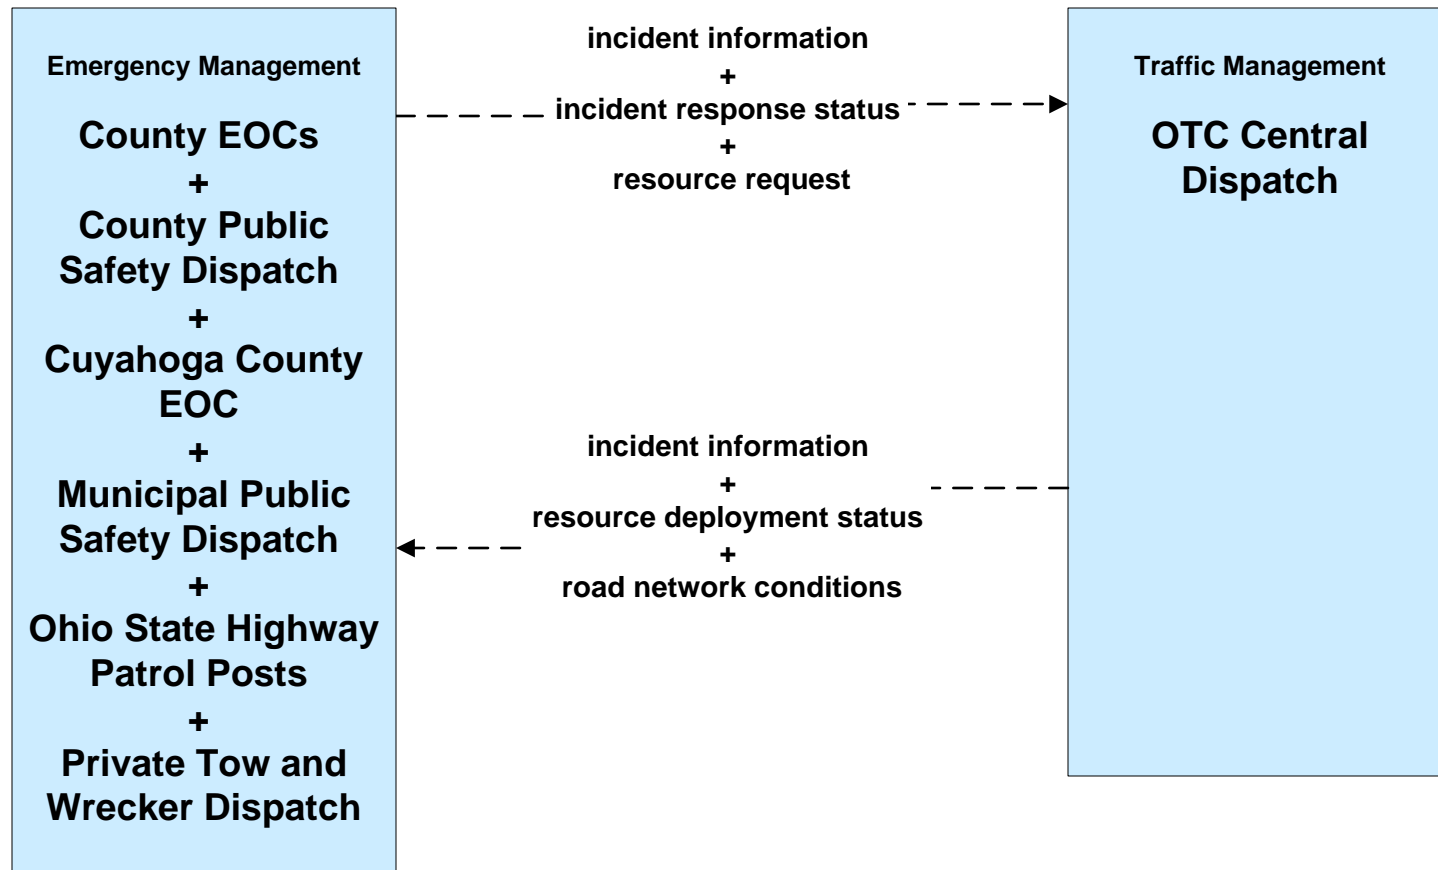 Emergency Management
County EOCs
+
County Public
Safety Dispatch
+
Cuyahoga County
EOC
+
Municipal Public
Safety Dispatch
+
Ohio State Highway
Patrol Posts
+
Private Tow and
Wrecker Dispatch
incident information
+
incident response status
+
resource request
incident information
+
resource deployment status
+
road network conditions
Traffic Management
OTC Central
Dispatch